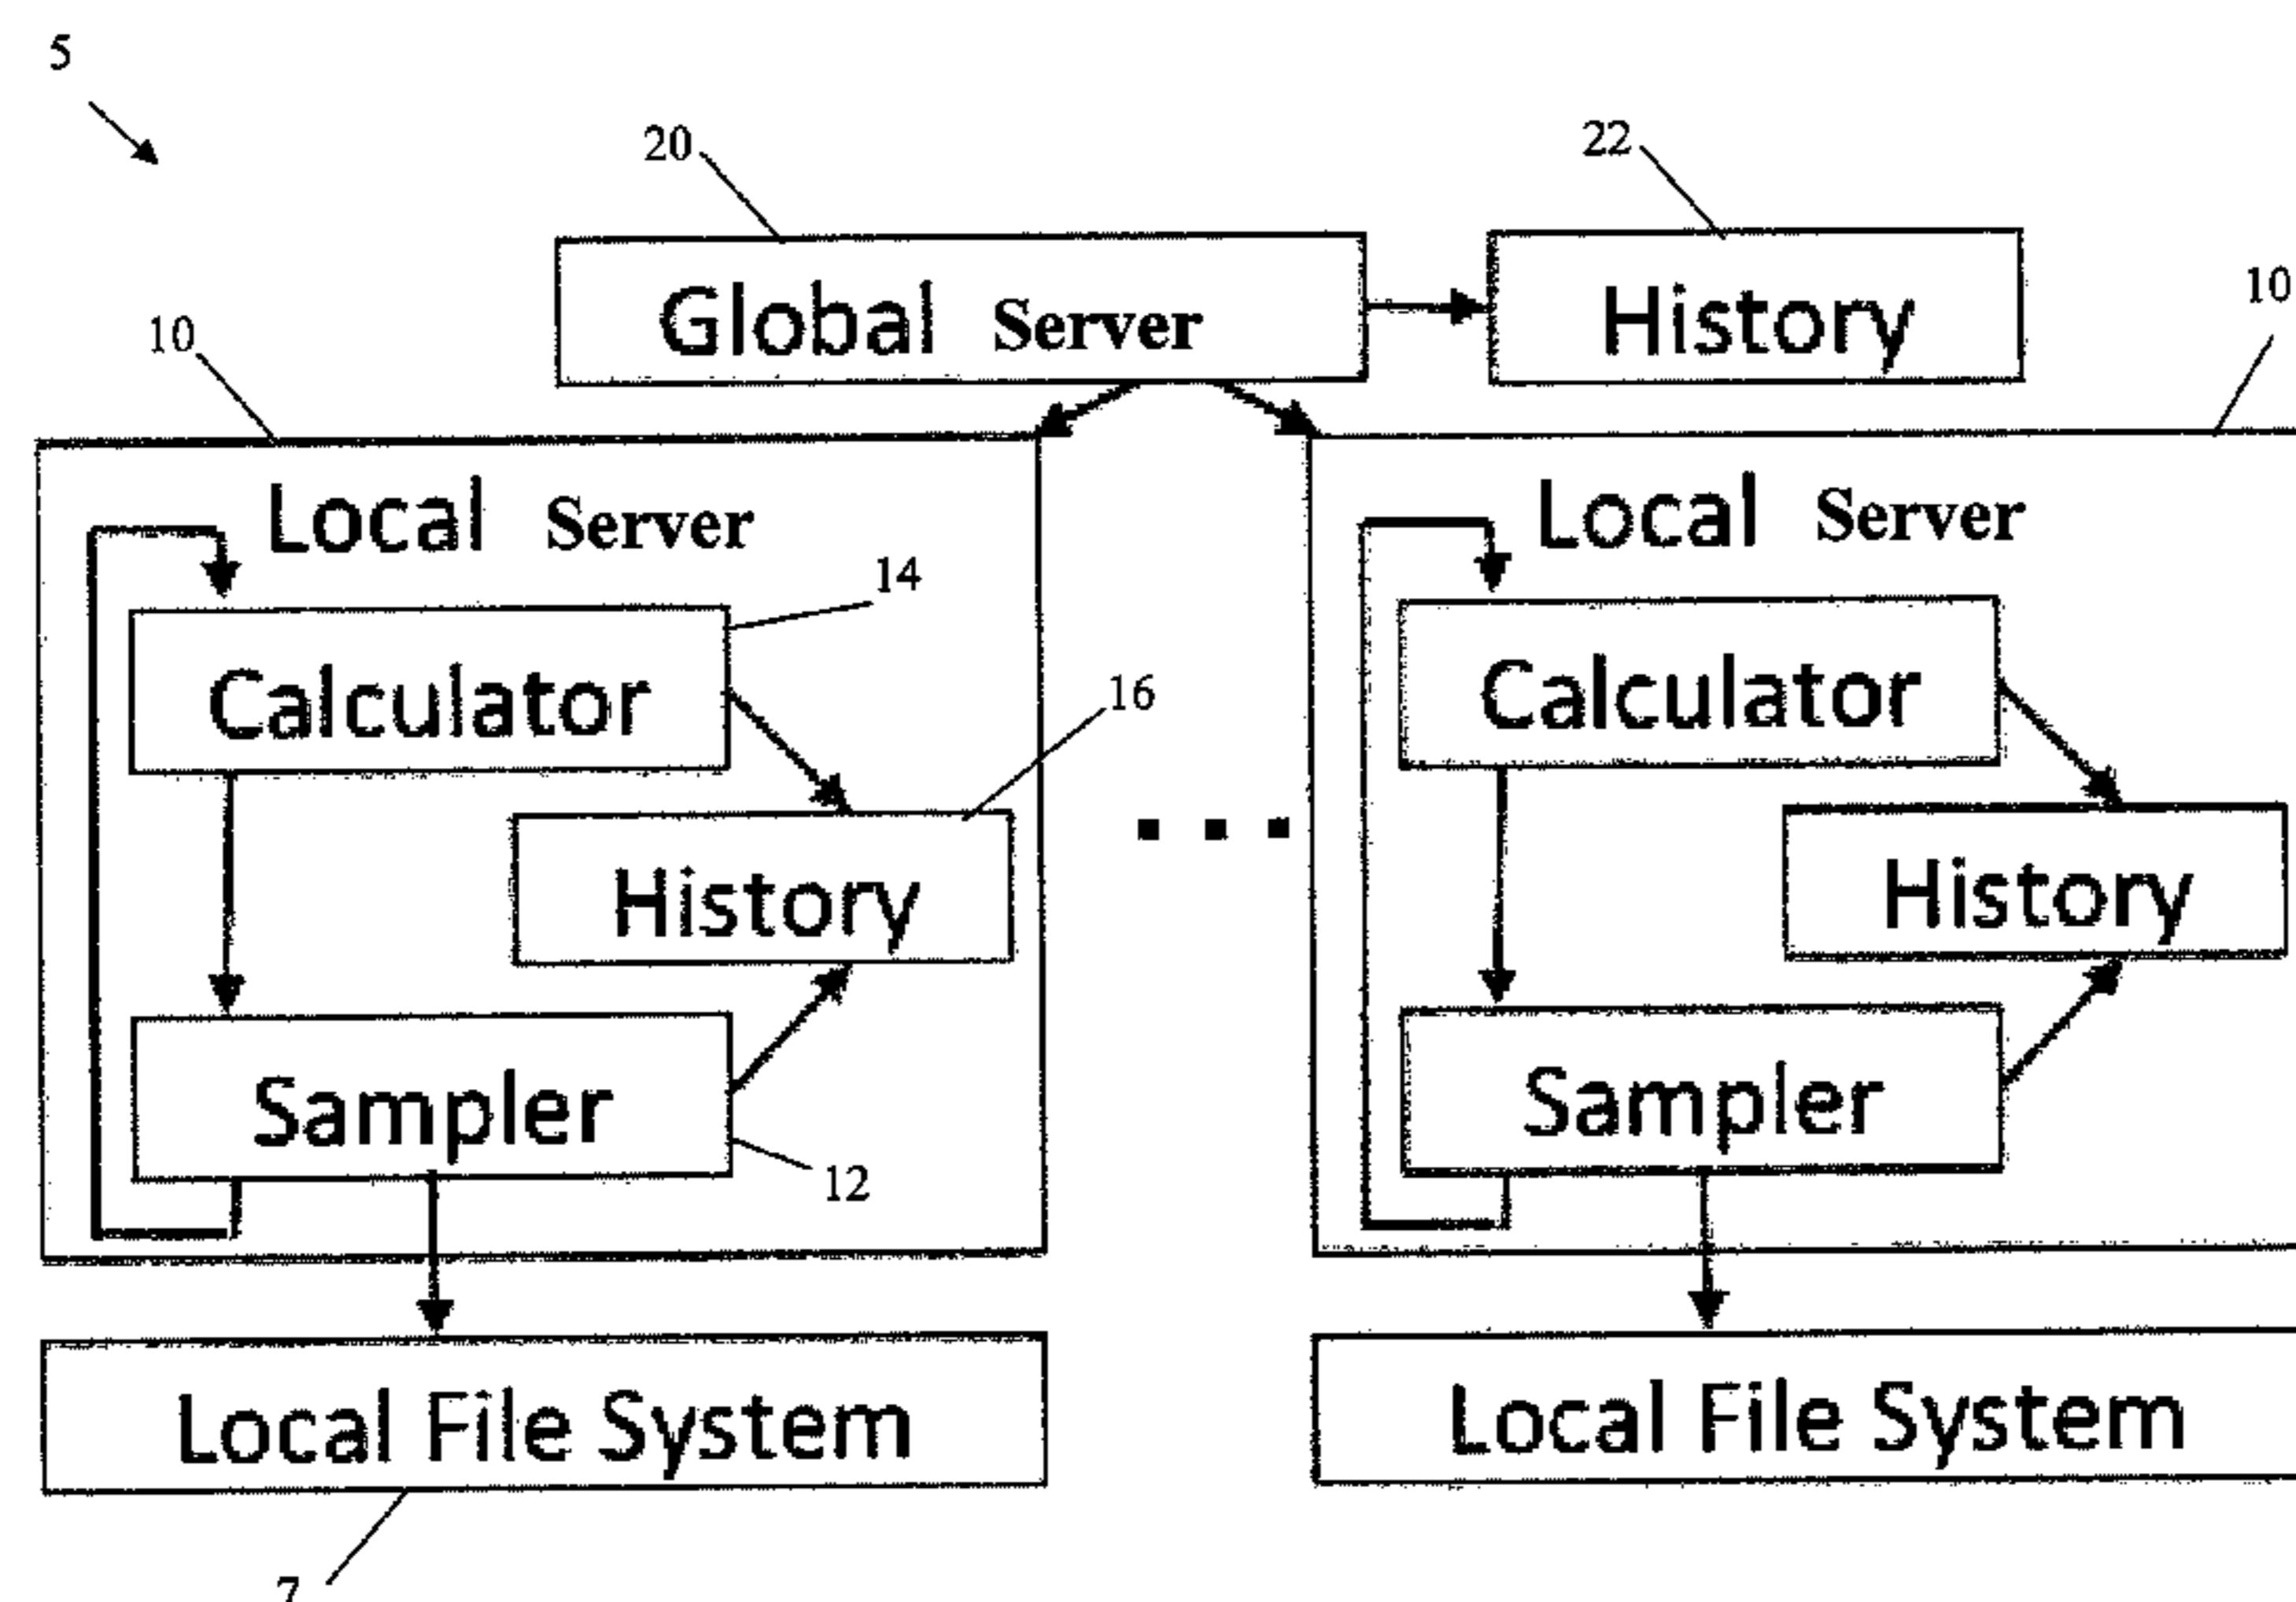 5
20
22
Global Server
History
10
10
Local Server
Local Server
14
Calculator
Calculator
16
History
History
Sampler
Sampler
12
Local File System
Local File System
7